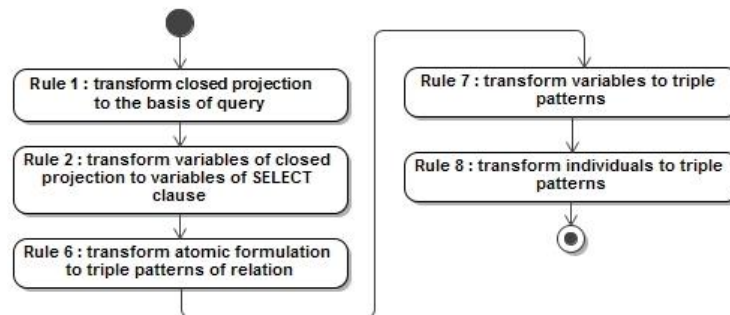 Rule 1 : transform closed projection
to the basis of query
Rule 2 : transform variables of closed
projection to variables of SELECT
clause
Rule 6 : transform atomic formulation
to triple patterns of relation
Rule 7 : transform variables to triple
patterns
Rule 8 : transform individuals to triple
patterns